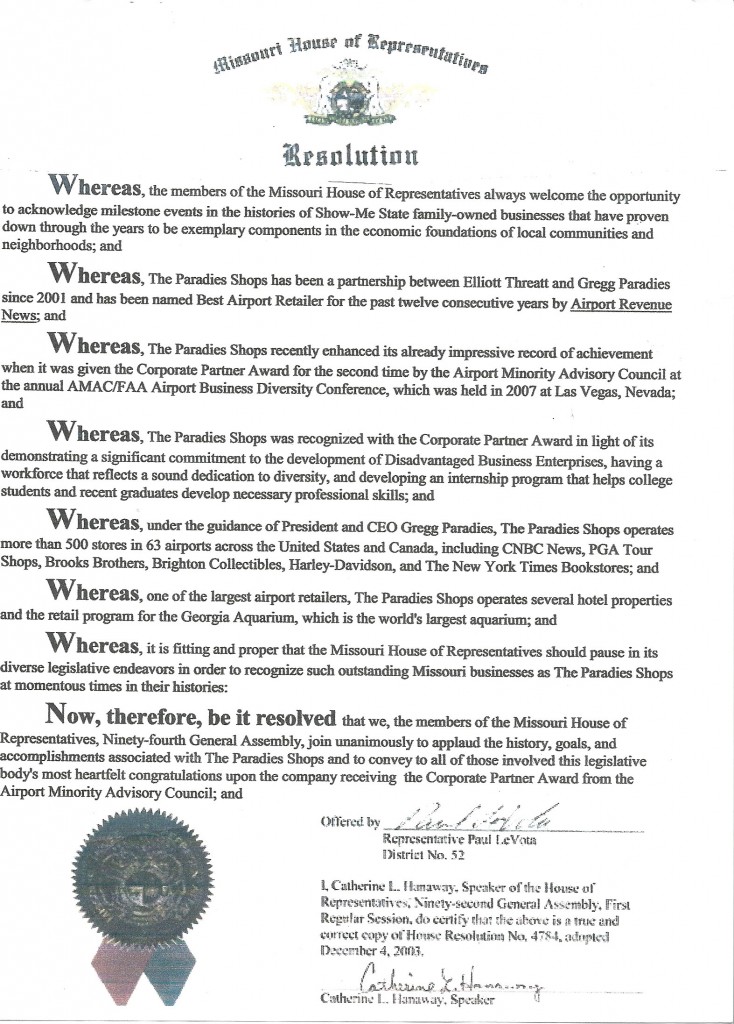 Missouri House of Representatives
Resolution
Whereas, the members of the Missouri House of Representatives always welcome the opportunity
to acknowledge milestone events in the histories of Show-Me State family-owned businesses that have proven
down through the years to be exemplary components in the economic foundations of local communities and
neighborhoods; and
Whereas, The Paradies Shops has been a partnership between Elliott Threatt and Gregg Paradies
since 2001 and has been named Best Airport Retailer for the past twelve consecutive years by Airport Revenue
News; and
Whereas, The Paradies Shops recently enhanced its already impressive record of achievement
when it was given the Corporate Partner Award for the second time by the Airport Minority Advisory Council at
the annual AMAC/FAA Airport Business Diversity Conference, which was held in 2007 at Las Vegas, Nevada;
and
Whereas, The Paradies Shops was recognized with the Corporate Partner Award in light of its
demonstrating a significant commitment to the development of Disadvantaged Business Enterprises, having a
workforce that reflects a sound dedication to diversity, and developing an internship program that helps college
students and recent graduates develop necessary professional skills; and
Whereas, under the guidance of President and CEO Gregg Paradies, The Paradies Shops operates
more than 500 stores in 63 airports across the United States and Canada, including CNBC News, PGA Tour
Shops, Brooks Brothers, Brighton Collectibles, Harley-Davidson, and The New York Times Bookstores; and
Whereas, one of the largest airport retailers, The Paradies Shops operates several hotel properties
and the retail program for the Georgia Aquarium, which is the world's largest aquarium; and
Whereas, it is fitting and proper that the Missouri House of Representatives should pause in its
diverse legislative endeavors in order to recognize such outstanding Missouri businesses as The Paradies Shops
at momentous times in their histories:
Now, therefore, be it resolved that we, the members of the Missouri House of
Representatives, Ninety-fourth General Assembly, join unanimously to applaud the history, goals, and
accomplishments associated with The Paradies Shops and to convey to all of those involved this legislative
body's most heartfelt congratulations upon the company receiving the Corporate Partner Award from the
Airport Minority Advisory Council; and
Offered by Paul LeVota
Representative Paul LeVota
District No. 52
I, Catherine L. Hanaway, Speaker of the House of
Representatives, Ninety-second General Assembly, First
Regular Session, do certify that the above is a true and
correct copy of House Resolution No. 4784, adopted
December 4, 2003.
Catherine L. Hanaway
Catherine L. Hanaway, Speaker